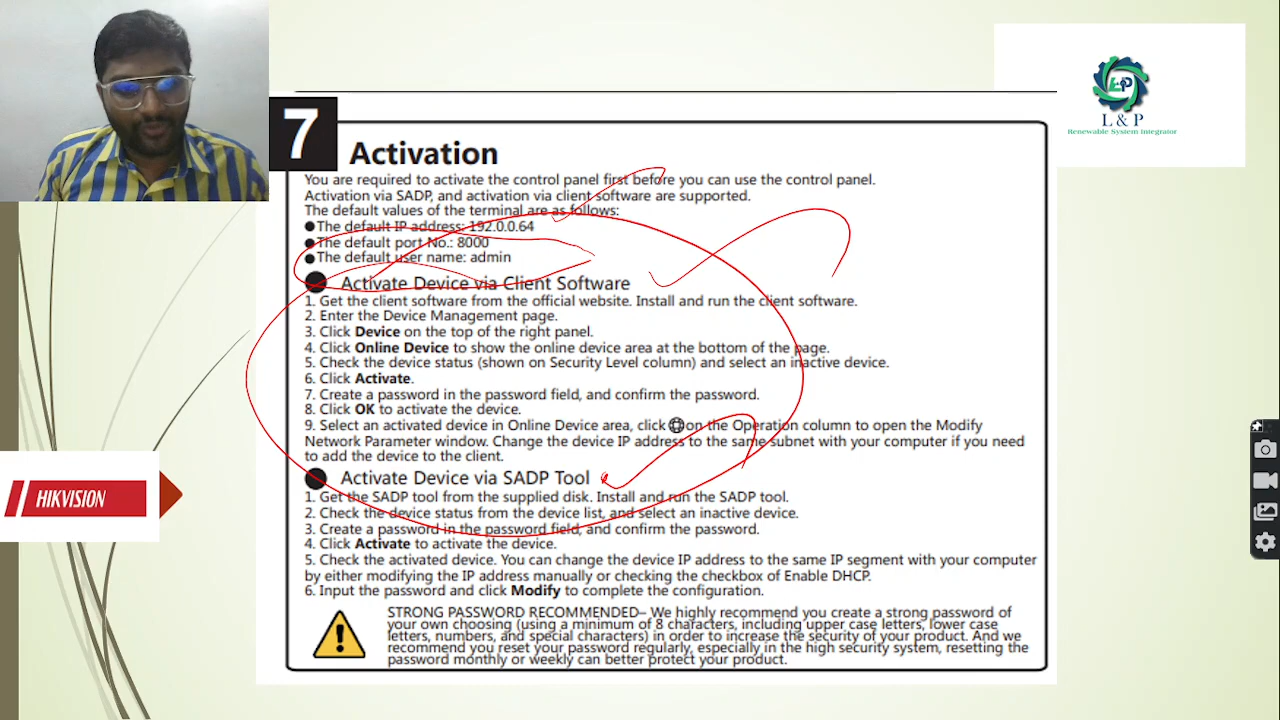 L & P
Renewable System Integrator
7
Activation
You are required to activate the control panel first before you can use the control panel.
Activation via SADP, and activation via client software are supported.
The default values of the terminal are as follows:
●The default IP address: 192.0.0.64
●The default port No.: 8000
●The default user name: admin
● Activate Device via Client Software
1. Get the client software from the official website. Install and run the client software.
2. Enter the Device Management page.
3. Click Device on the top of the right panel.
4. Click Online Device to show the online device area at the bottom of the page.
5. Check the device status (shown on Security Level column) and select an inactive device.
6. Click Activate.
7. Create a password in the password field, and confirm the password.
8. Click OK to activate the device.
9. Select an activated device in Online Device area, click on the Operation column to open the Modify
Network Parameter window. Change the device IP address to the same subnet with your computer if you need
to add the device to the client.
● Activate Device via SADP Tool
1. Get the SADP tool from the supplied disk. Install and run the SADP tool.
2. Check the device status from the device list, and select an inactive device.
3. Create a password in the password field, and confirm the password.
4. Click Activate to activate the device.
5. Check the activated device. You can change the device IP address to the same IP segment with your computer
by either modifying the IP address manually or checking the checkbox of Enable DHCP.
6. Input the password and click Modify to complete the configuration.
STRONG PASSWORD RECOMMENDED– We highly recommend you create a strong password of
your own choosing (using a minimum of 8 characters, including upper case letters, lower case
letters, numbers, and special characters) in order to increase the security of your product. And we
recommend you reset your password regularly, especially in the high security system, resetting the
password monthly or weekly can better protect your product.
HIKVISION